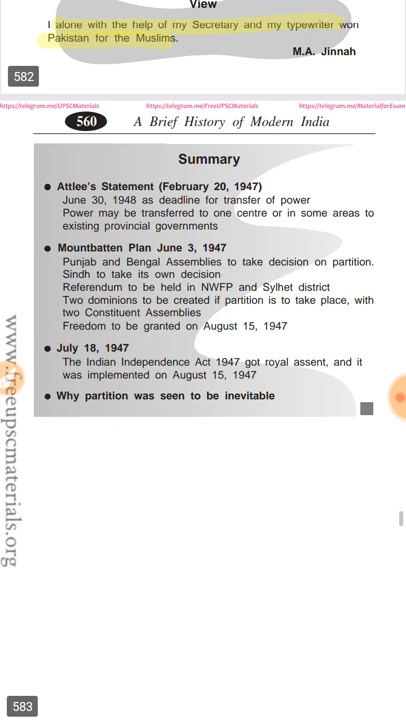 View
I alone with the help of my Secretary and my typewriter won
Pakistan for the Muslims.
M.A. Jinnah
582
https://telegram.me/UPSCMaterials https://telegram.me/FreeUPSCMaterials https://telegram.me/MaterialforExam
560 A Brief History of Modern India
Summary
● Attlee's Statement (February 20, 1947)
June 30, 1948 as deadline for transfer of power
Power may be transferred to one centre or in some areas to
existing provincial governments
● Mountbatten Plan June 3, 1947
Punjab and Bengal Assemblies to take decision on partition.
Sindh to take its own decision
Referendum to be held in NWFP and Sylhet district
Two dominions to be created if partition is to take place, with
two Constituent Assemblies
Freedom to be granted on August 15, 1947
● July 18, 1947
The Indian Independence Act 1947 got royal assent, and it
was implemented on August 15, 1947
● Why partition was seen to be inevitable
www.freeupscmaterials.org
583